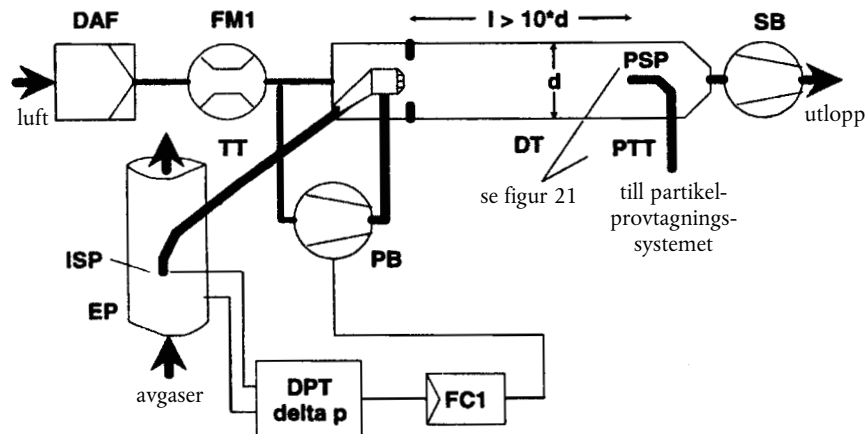 DAF
FM1
l > 10*d
SB
d
PSP
luft
utlopp
TT
DT
PTT
se figur 21
till partikel-
provtagnings-
systemet
ISP
PB
EP
avgaser
DPT
delta p
FC1